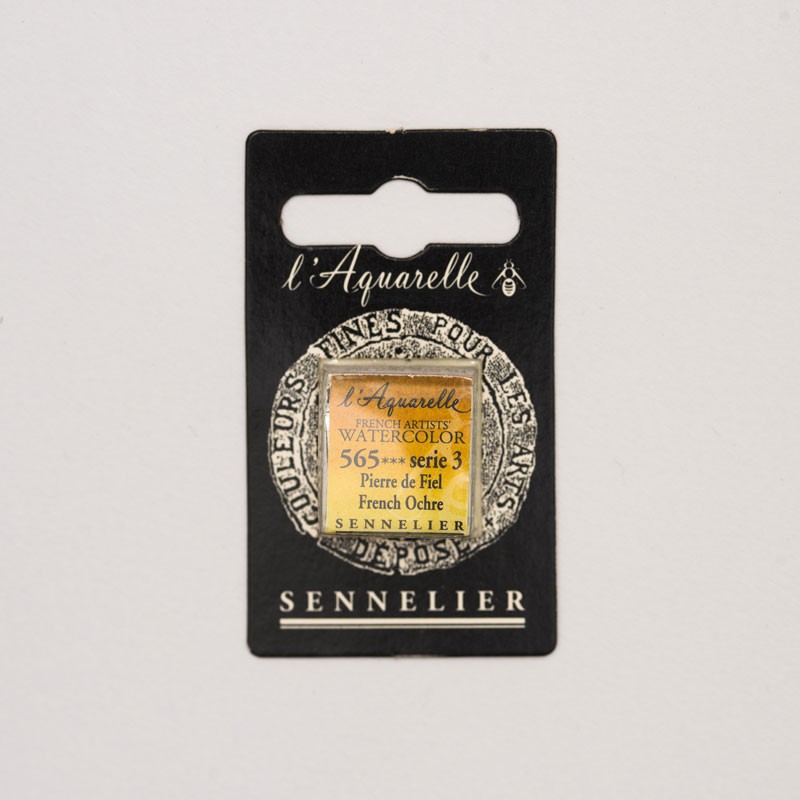 l'Aquarelle
COULEURS FINES POUR LES ARTS
DÉPOSÉ
l'Aquarelle
FRENCH ARTISTS'
WATERCOLOR
565*** serie 3
Pierre de Fiel
French Ochre
SENNELIER
SENNELIER